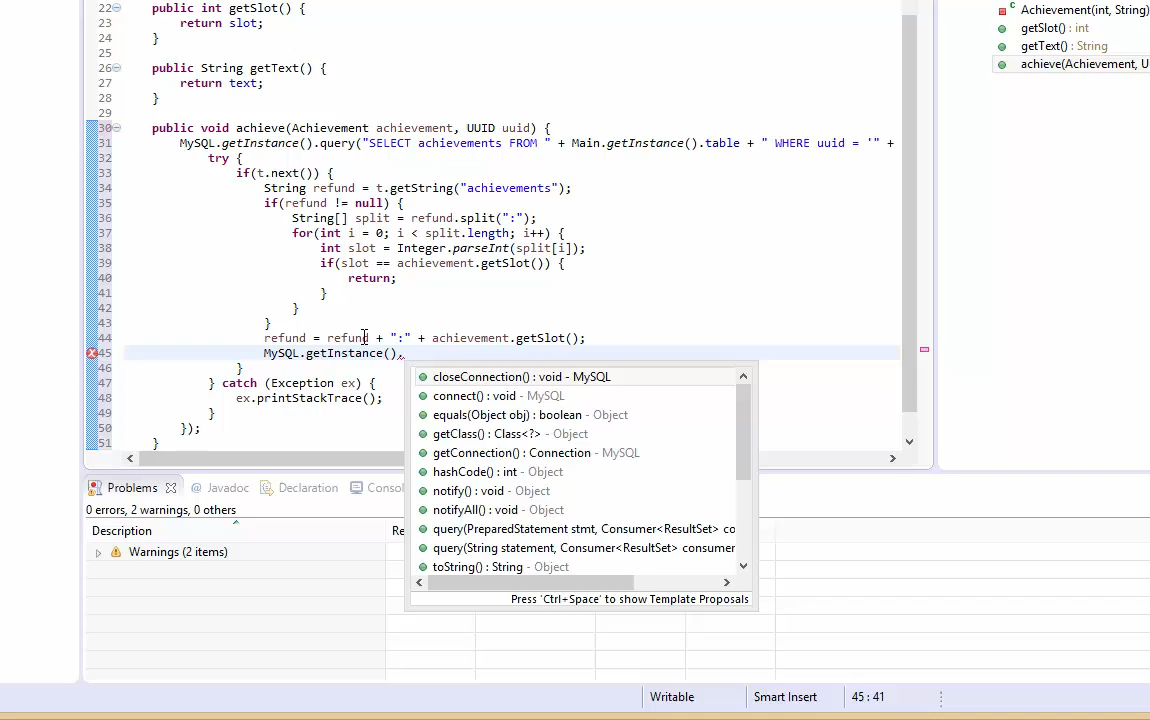 22 public int getSlot() {
23 return slot;
24 }
25
26 public String getText() {
27 return text;
28 }
29
30 public void achieve(Achievement achievement, UUID uuid) {
31 MySQL.getInstance().query("SELECT achievements FROM " + Main.getInstance().table + " WHERE uuid = '" +
32 try {
33 if(t.next()) {
34 String refund = t.getString("achievements");
35 if(refund != null) {
36 String[] split = refund.split(":");
37 for(int i = 0; i < split.length; i++) {
38 int slot = Integer.parseInt(split[i]);
39 if(slot == achievement.getSlot()) {
40 return;
41 }
42 }
43 }
44 refund = refund + ":" + achievement.getSlot();
45 MySQL.getInstance().
46 }
47 } catch (Exception ex) {
48 ex.printStackTrace();
49 }
50 });
51 }
Achievement(int, String)
getSlot() : int
getText() : String
achieve(Achievement, U
closeConnection() : void - MySQL
connect() : void - MySQL
equals(Object obj) : boolean - Object
getClass() : Class<?> - Object
getConnection() : Connection - MySQL
hashCode() : int - Object
notify() : void - Object
notifyAll() : void - Object
query(PreparedStatement stmt, Consumer<ResultSet> co
query(String statement, Consumer<ResultSet> consumer
toString() : String - Object
Press 'Ctrl+Space' to show Template Proposals
Problems @ Javadoc Declaration Consol
0 errors, 2 warnings, 0 others
Description Re
Warnings (2 items)
Writable Smart Insert 45 : 41